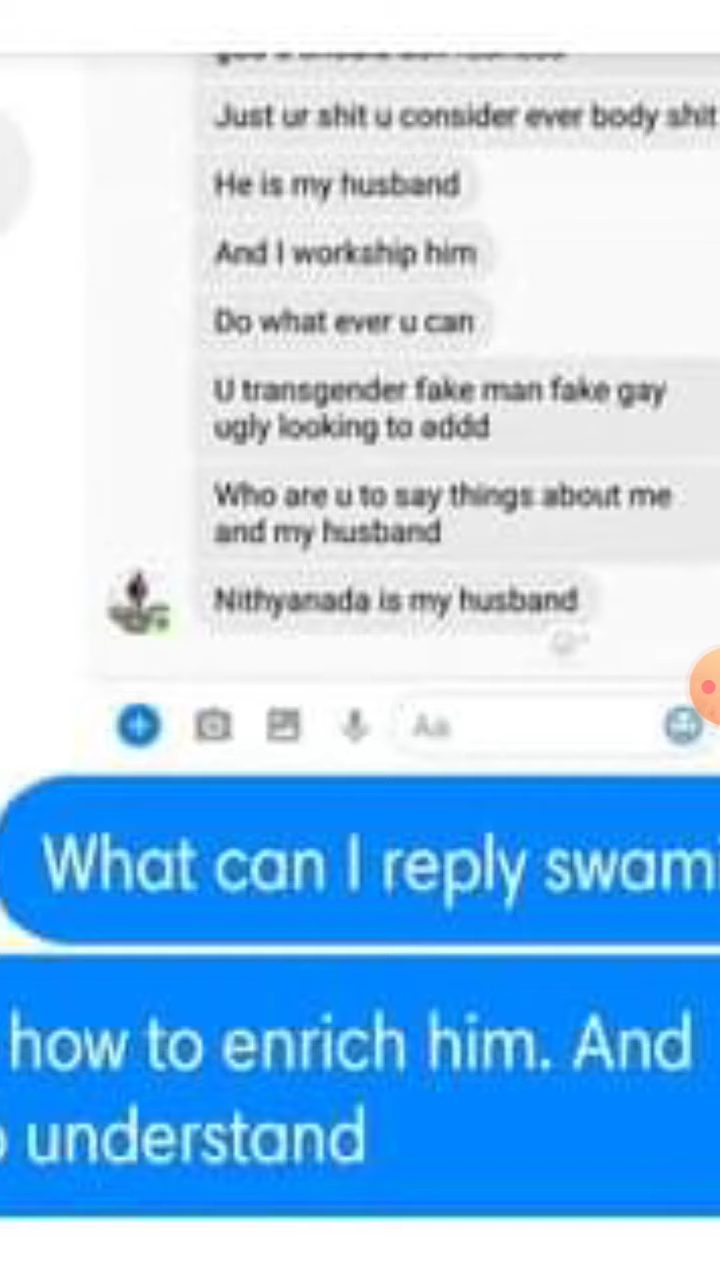 Just ur shit u consider ever body shit
He is my husband
And I workship him
Do what ever u can
U transgender fake man fake gay
ugly looking to addd
Who are u to say things about me
and my husband
Nithyanada is my husband
Aa
What can I reply swami
how to enrich him. And
understand